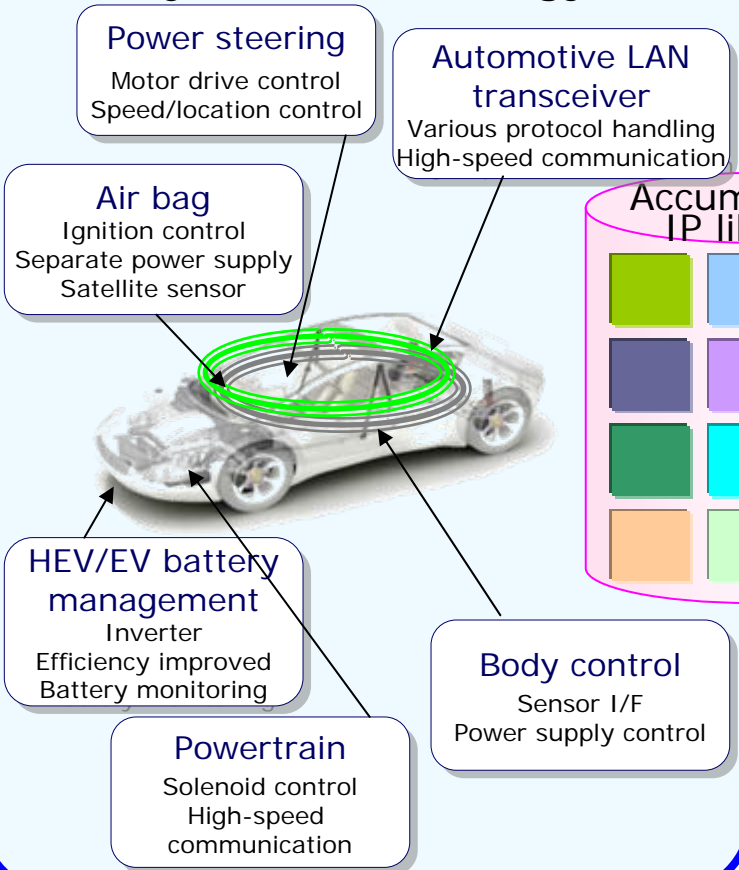 Power steering
Motor drive control
Speed/location control
Automotive LAN
transceiver
Various protocol handling
High-speed communication
Air bag
Ignition control
Separate power supply
Satellite sensor
HEV/EV battery
management
Inverter
Efficiency improved
Battery monitoring
Powertrain
Solenoid control
High-speed
communication
Body control
Sensor I/F
Power supply control
IP